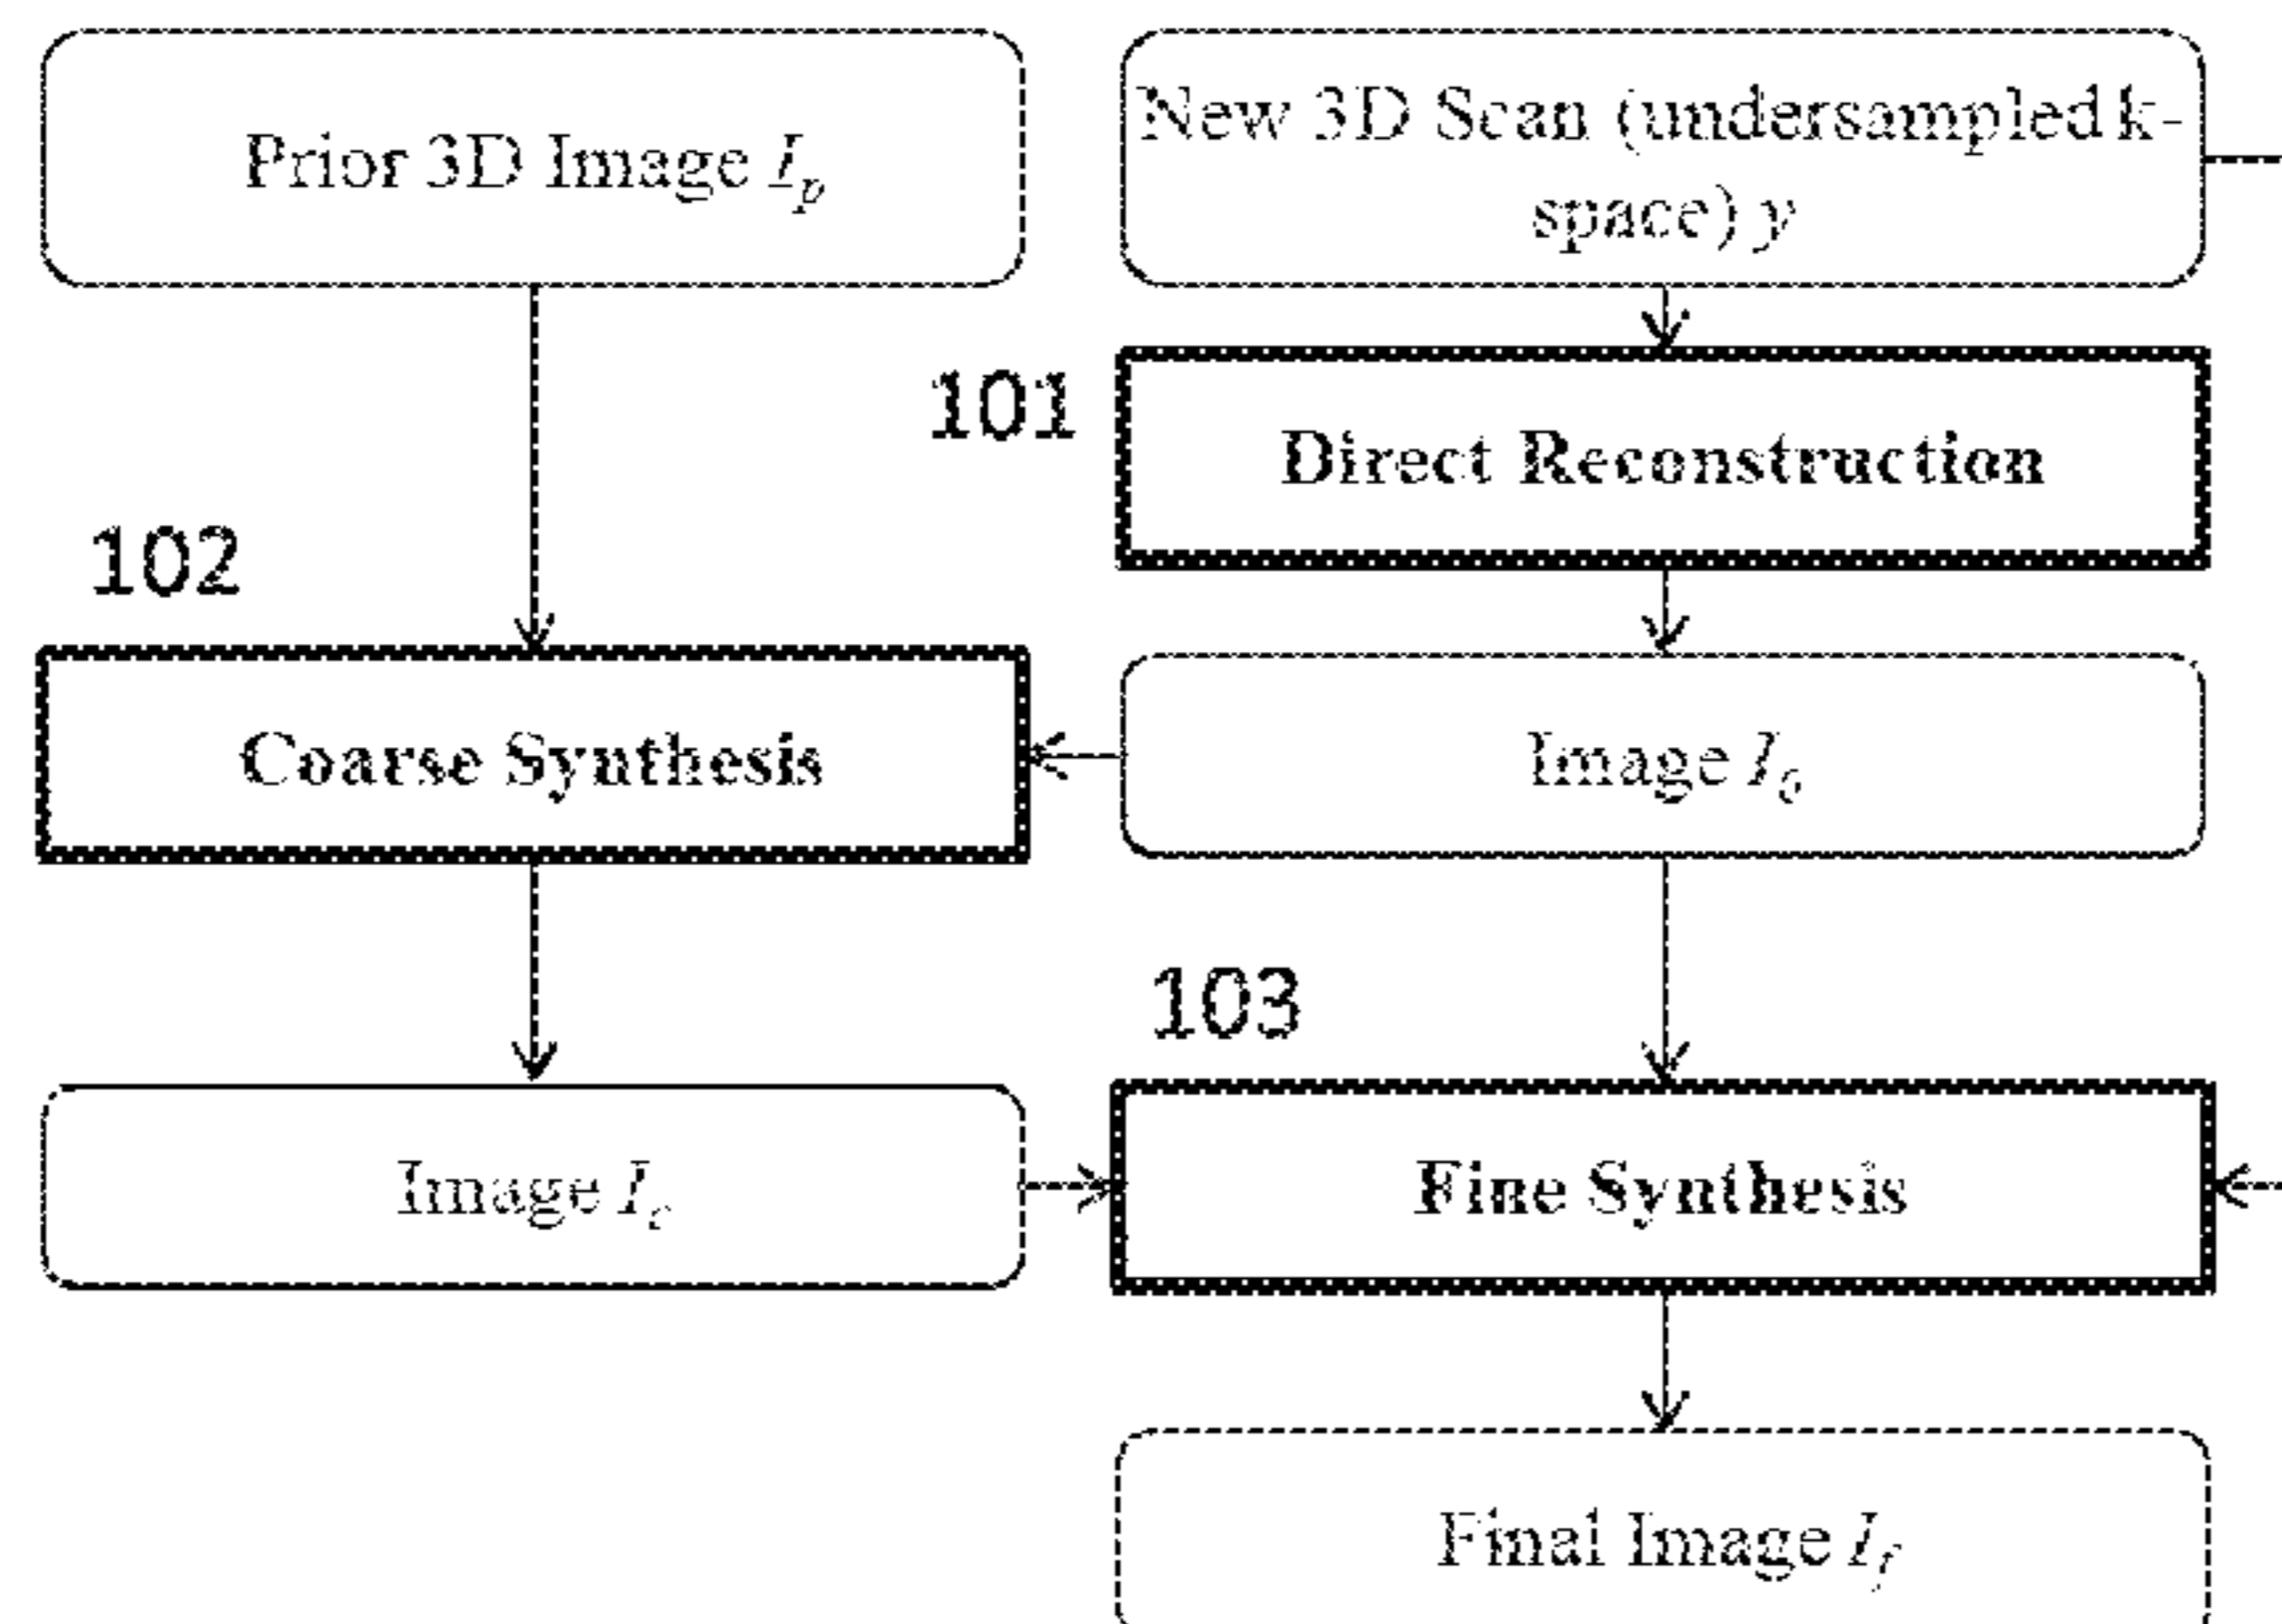 Prior 3D Image I_p
New 3D Scan (undersampled k-
space) y
101
Direct Reconstruction
102
Coarse Synthesis
Image I_0
103
Image I_c
Fine Synthesis
Final Image I_f